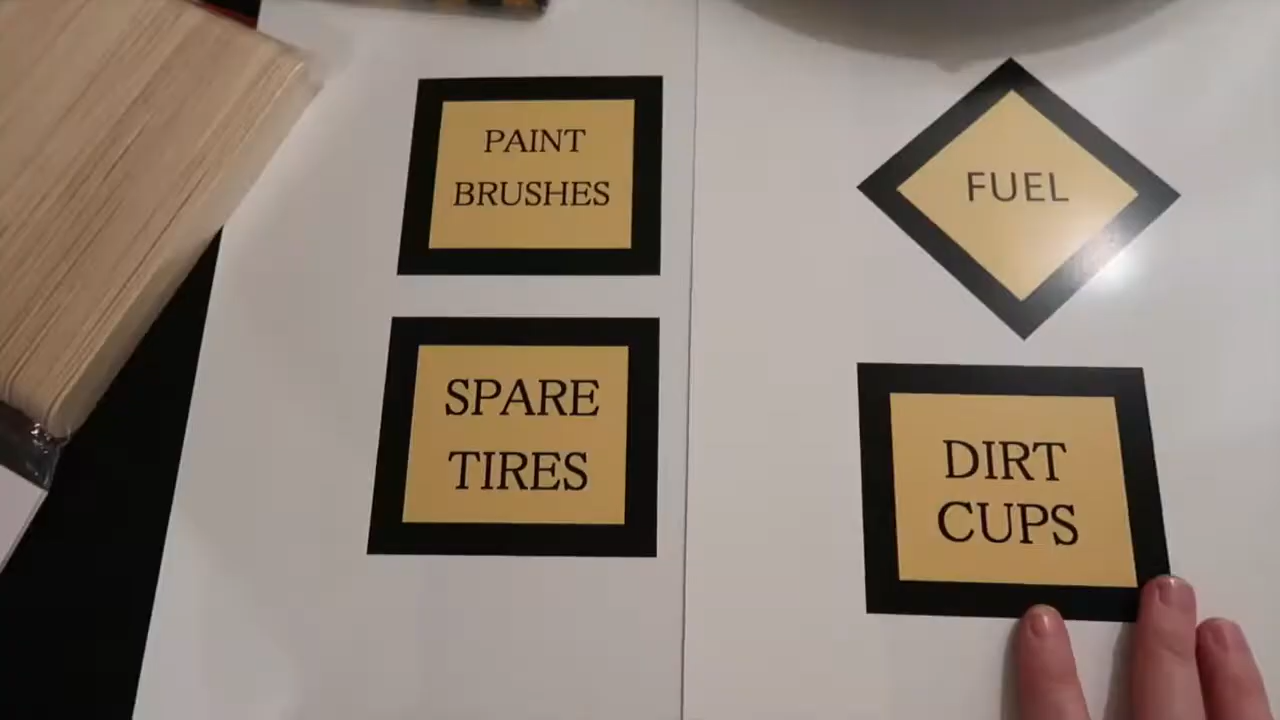 PAINT
BRUSHES
SPARE
TIRES
FUEL
DIRT
CUPS